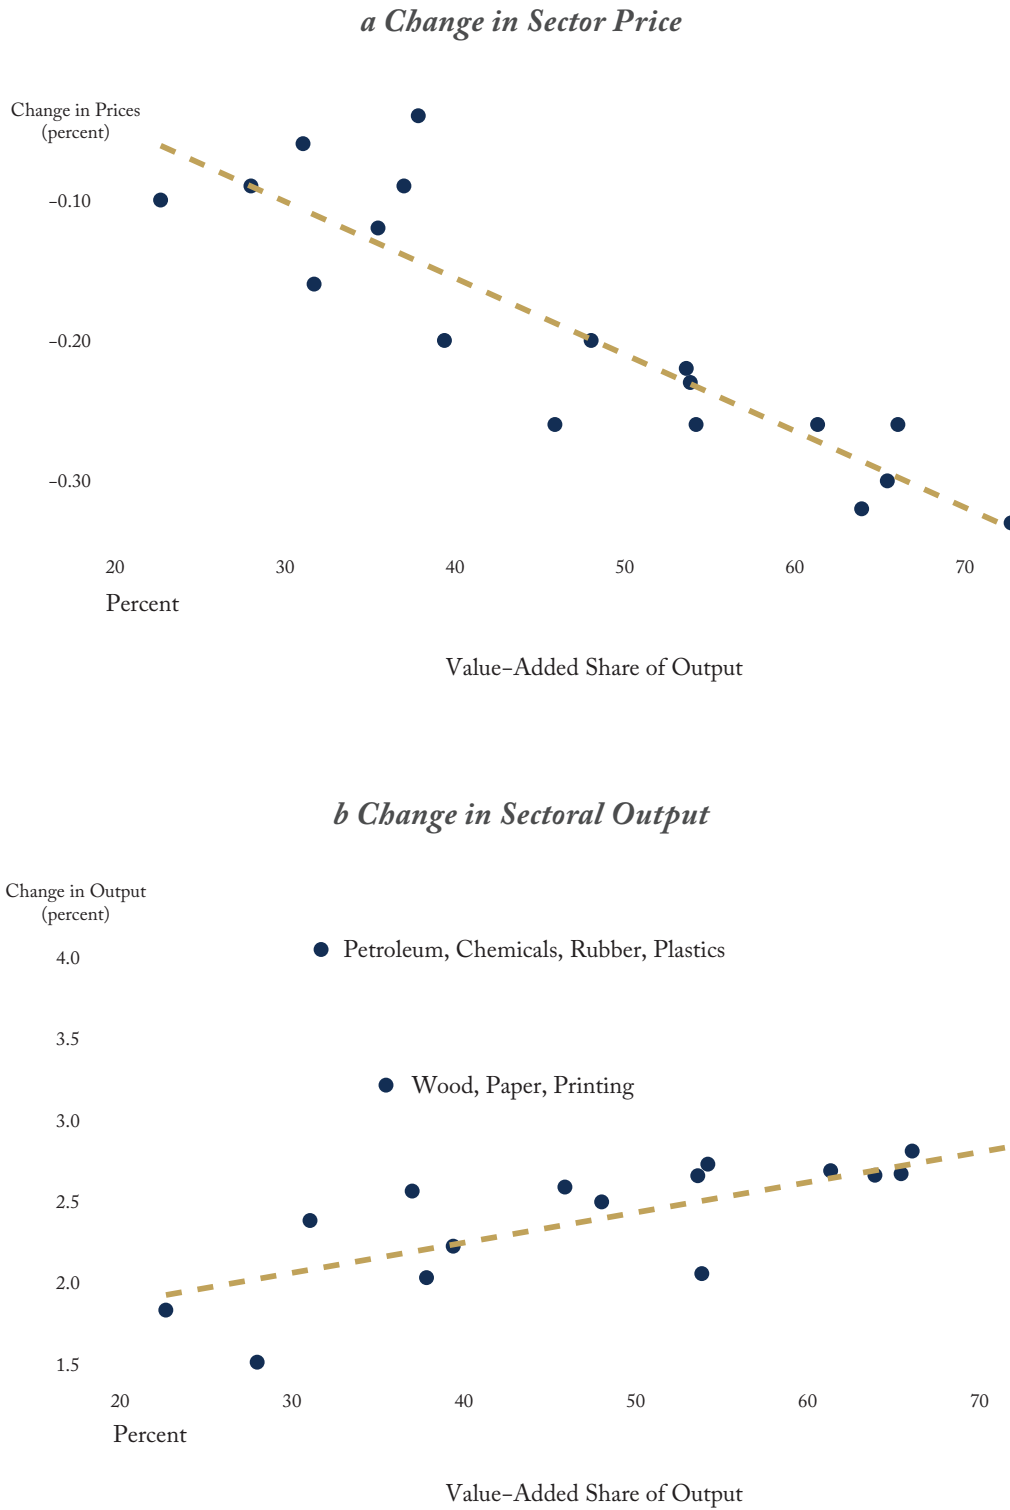 a Change in Sector Price
Change in Prices
(percent)
−0.10
−0.20
−0.30
20 30 40 50 60 70
Percent
Value−Added Share of Output
b Change in Sectoral Output
Change in Output
(percent)
Petroleum, Chemicals, Rubber, Plastics
4.0
3.5
Wood, Paper, Printing
3.0
2.5
2.0
1.5
20 30 40 50 60 70
Percent
Value−Added Share of Output